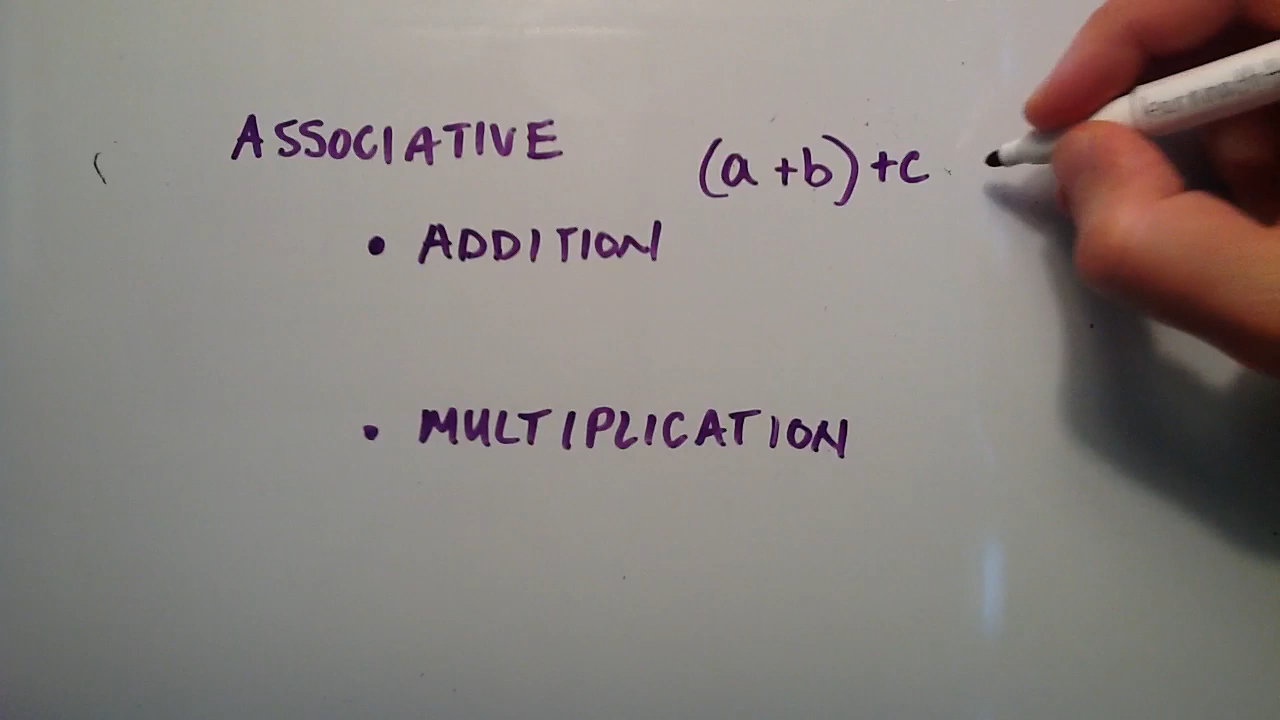 ASSOCIATIVE (a+b)+c
• ADDITION
• MULTIPLICATION